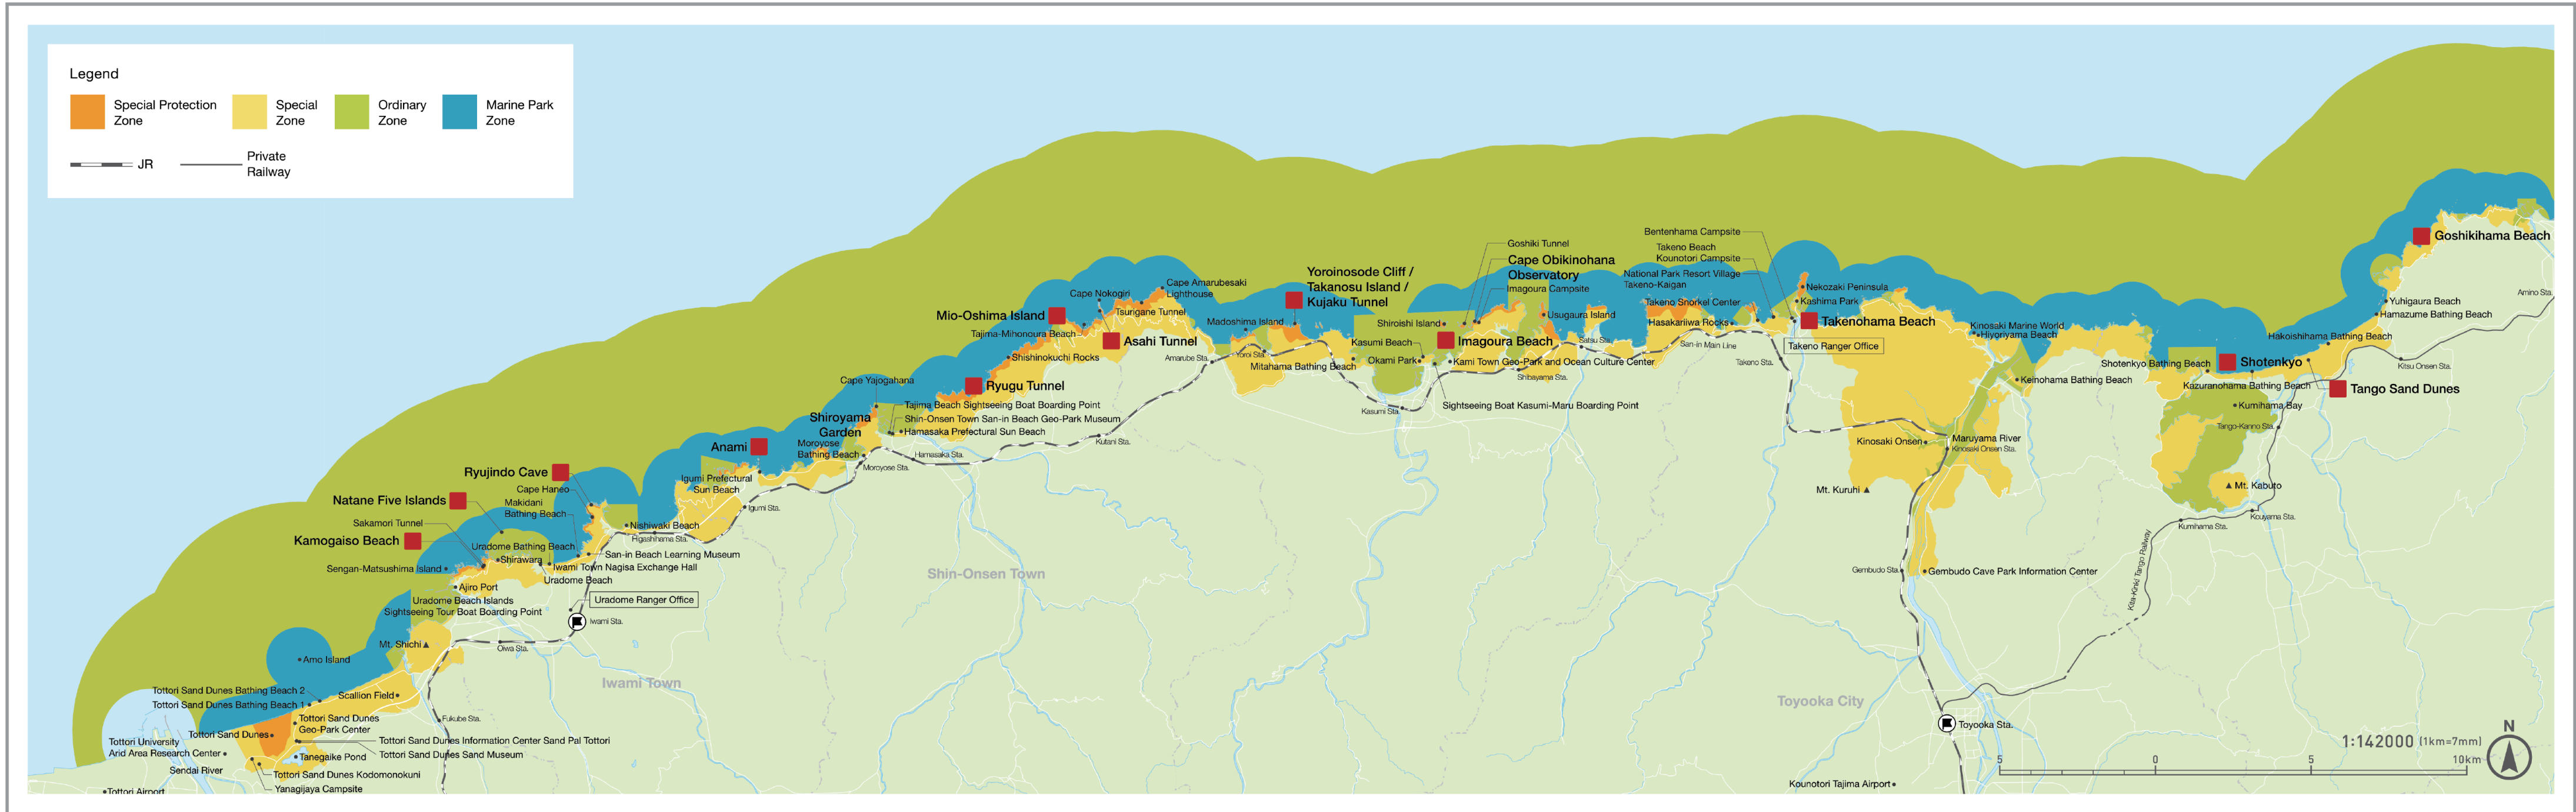 Legend
Special Protection
Zone
Special
Zone
Ordinary
Zone
Marine Park
Zone
JR
Private
Railway
Goshikihama Beach
Amino Sta.
Yuhigaura Beach
Hamazume Bathing Beach
Hakoishihama Bathing Beach
Kitsu Onsen Sta.
Shotenkyo
Shotenkyo Bathing Beach
Kazuranohama Bathing Beach
Tango Sand Dunes
Kumihama Bay
Tango-Kanno Sta.
Mt. Kabuto
Kouyama Sta.
Kumihama Sta.
Kita-Kinki Tango Railway
Kinosaki Marine World
Hiyoriyama Beach
Keinohama Bathing Beach
Maruyama River
Kinosaki Onsen
Kinosaki Onsen Sta.
Mt. Kuruhi
Gembudo Sta.
Gembudo Cave Park Information Center
Toyooka City
Toyooka Sta.
Kounotori Tajima Airport
Bentenhama Campsite
Takeno Beach
Kounotori Campsite
National Park Resort Village
Takeno-Kaigan
Takeno Snorkel Center
Hasakariiwa Rocks
Nekozaki Peninsula
Kashima Park
Takenohama Beach
Takeno Ranger Office
Takeno Sta.
San-in Main Line
Goshiki Tunnel
Cape Obikinohana
Observatory
Imagoura Campsite
Usugaura Island
Satsu Sta.
Shiroishi Island
Imagoura Beach
Kasumi Beach
Okami Park
Kami Town Geo-Park and Ocean Culture Center
Shibayama Sta.
Sightseeing Boat Kasumi-Maru Boarding Point
Kasumi Sta.
Yoroinosode Cliff /
Takanosu Island /
Kujaku Tunnel
Madoshima Island
Yoroi Sta.
Mitahama Bathing Beach
Cape Amarubesaki
Lighthouse
Cape Nokogiri
Tsurigane Tunnel
Mio-Oshima Island
Tajima-Mihonoura Beach
Asahi Tunnel
Amarube Sta.
Shishinokuchi Rocks
Ryugu Tunnel
Cape Yajogahana
Tajima Beach Sightseeing Boat Boarding Point
Shin-Onsen Town San-in Beach Geo-Park Museum
Hamasaka Prefectural Sun Beach
Shiroyama
Garden
Moroyose
Bathing Beach
Kutani Sta.
Hamasaka Sta.
Moroyose Sta.
Anami
Igumi Prefectural
Sun Beach
Igumi Sta.
Shin-Onsen Town
Ryujindo Cave
Cape Haneo
Makidani
Bathing Beach
Nishiwaki Beach
Higashihama Sta.
Natane Five Islands
Sakamori Tunnel
Kamogaiso Beach
Uradome Bathing Beach
San-in Beach Learning Museum
Sengan-Matsushima Island
Shirawara
Iwami Town Nagisa Exchange Hall
Uradome Beach
Ajiro Port
Uradome Beach Islands
Sightseeing Tour Boat Boarding Point
Uradome Ranger Office
Iwami Sta.
Mt. Shichi
Oiwa Sta.
Amo Island
Iwami Town
Tottori Sand Dunes Bathing Beach 2
Scallion Field
Tottori Sand Dunes Bathing Beach 1
Fukube Sta.
Tottori Sand Dunes
Geo-Park Center
Tottori Sand Dunes
Tottori University
Arid Area Research Center
Tottori Sand Dunes Information Center Sand Pal Tottori
Tottori Sand Dunes Sand Museum
Tanegaike Pond
Sendai River
Tottori Sand Dunes Kodomonokuni
Yanagijaya Campsite
Tottori Airport
1:142000 (1km=7mm)
N
5 0 5 10km